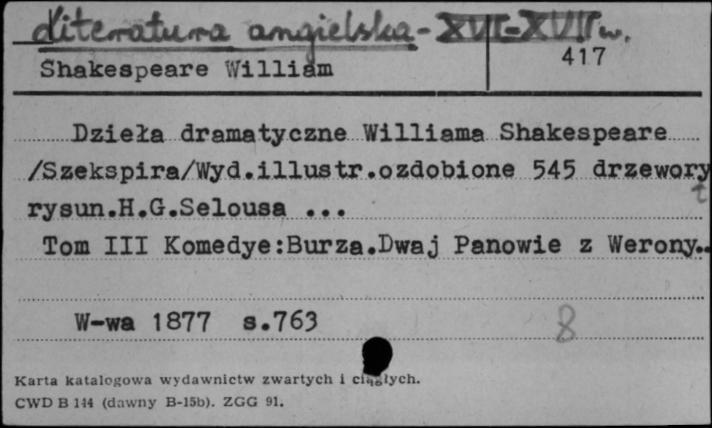 Literatura angielska - XVI-XVII w.
Shakespeare William
417
Dzieła dramatyczne Williama Shakespeare
/Szekspira/Wyd.illustr.ozdobione 545 drzewory
t
rysun.H.G.Selousa ...
Tom III Komedye:Burza.Dwaj Panowie z Werony..
W-wa 1877 s.763
8
Karta katalogowa wydawnictw zwartych i ciągłych.
CWD B 144 (dawny B-15b). ZGG 91.